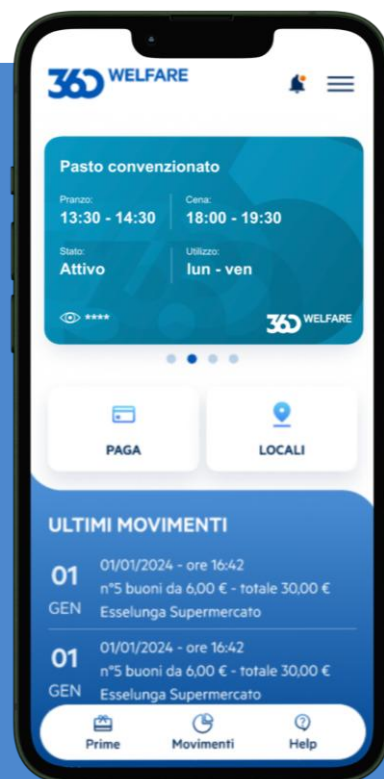 360 WELFARE
Pasto convenzionato
Pranzo: Cena:
13:30 - 14:30 18:00 - 19:30
Stato: Utilizzo:
Attivo lun - ven
**** 360 WELFARE
PAGA LOCALI
ULTIMI MOVIMENTI
01 01/01/2024 - ore 16:42
n°5 buoni da 6,00 € - totale 30,00 €
GEN Esselunga Supermercato
01 01/01/2024 - ore 16:42
n°5 buoni da 6,00 € - totale 30,00 €
GEN Esselunga Supermercato
Prime Movimenti Help